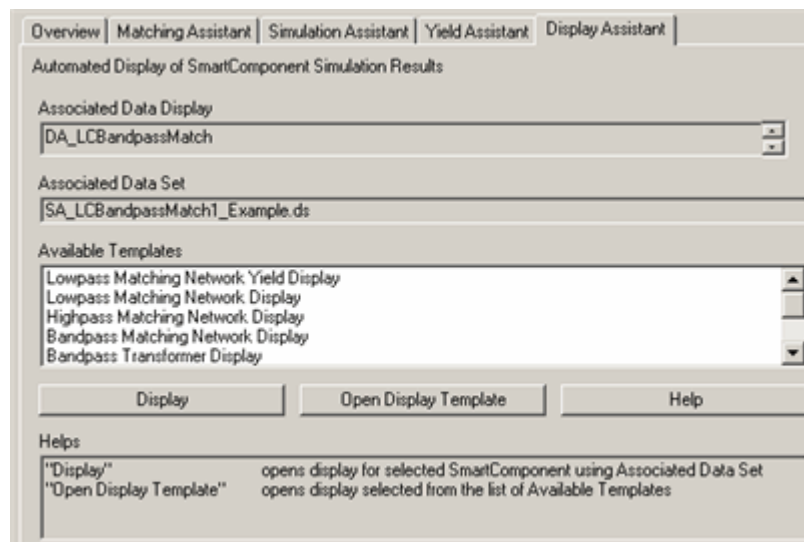 Overview Matching Assistant Simulation Assistant Yield Assistant Display Assistant
Automated Display of SmartComponent Simulation Results
Associated Data Display
DA_LCBandpassMatch
Associated Data Set
SA_LCBandpassMatch1_Example.ds
Available Templates
Lowpass Matching Network Yield Display
Lowpass Matching Network Display
Highpass Matching Network Display
Bandpass Matching Network Display
Bandpass Transformer Display
Display Open Display Template Help
Helps
"Display" opens display for selected SmartComponent using Associated Data Set
"Open Display Template" opens display selected from the list of Available Templates